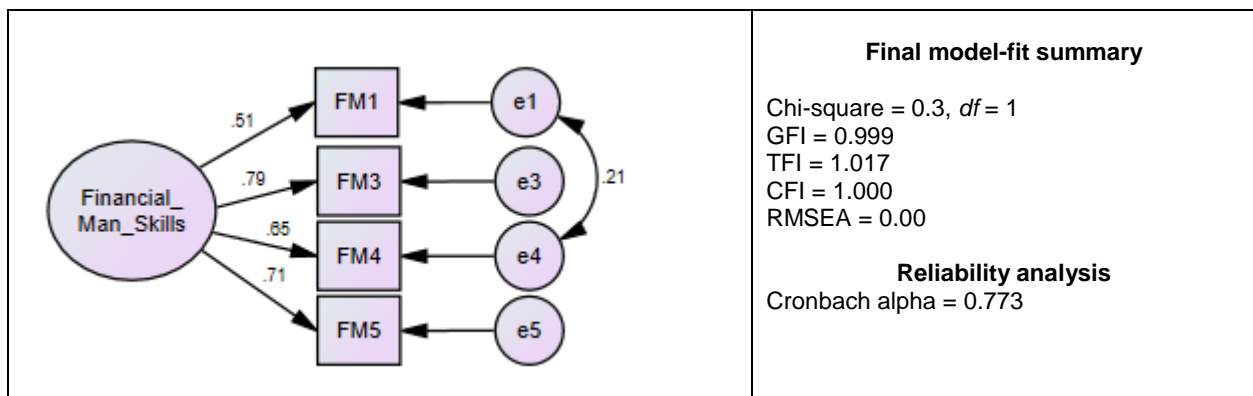 .51
.79
.65
.71
Financial_
Man_Skills
FM1
FM3
FM4
FM5
e1
e3
e4
e5
.21
Final model-fit summary
Chi-square = 0.3, df = 1
GFI = 0.999
TFI = 1.017
CFI = 1.000
RMSEA = 0.00
Reliability analysis
Cronbach alpha = 0.773